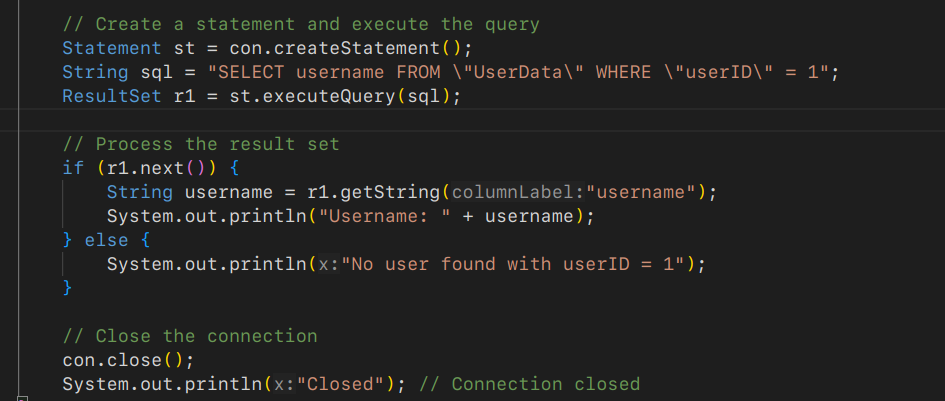 // Create a statement and execute the query
Statement st = con.createStatement();
String sql = "SELECT username FROM \"UserData\" WHERE \"userID\" = 1";
ResultSet r1 = st.executeQuery(sql);
// Process the result set
if (r1.next()) {
String username = r1.getString(columnLabel:"username");
System.out.println("Username: " + username);
} else {
System.out.println(x:"No user found with userID = 1");
}
// Close the connection
con.close();
System.out.println(x:"Closed"); // Connection closed